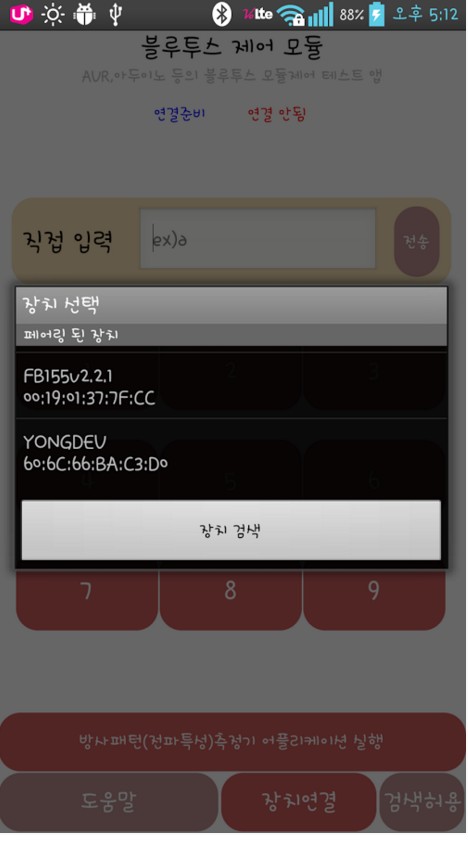 U+ LTE 88% 오후 5:12
블루투스 제어 모듈
AUR,아두이노 등의 블루투스 모듈제어 테스트 앱
연결준비 연결 안됨
직접 입력 ex)a 전송
장치 선택
페어링 된 장치
2 3
FB155v2.2.1
00:19:01:37:7F:CC
YONGDEV
60:6C:66:BA:C3:D0
5 6
장치 검색
7 8 9
방사패턴(전파특성)측정기 어플리케이션 실행
도움말 장치연결 검색허용